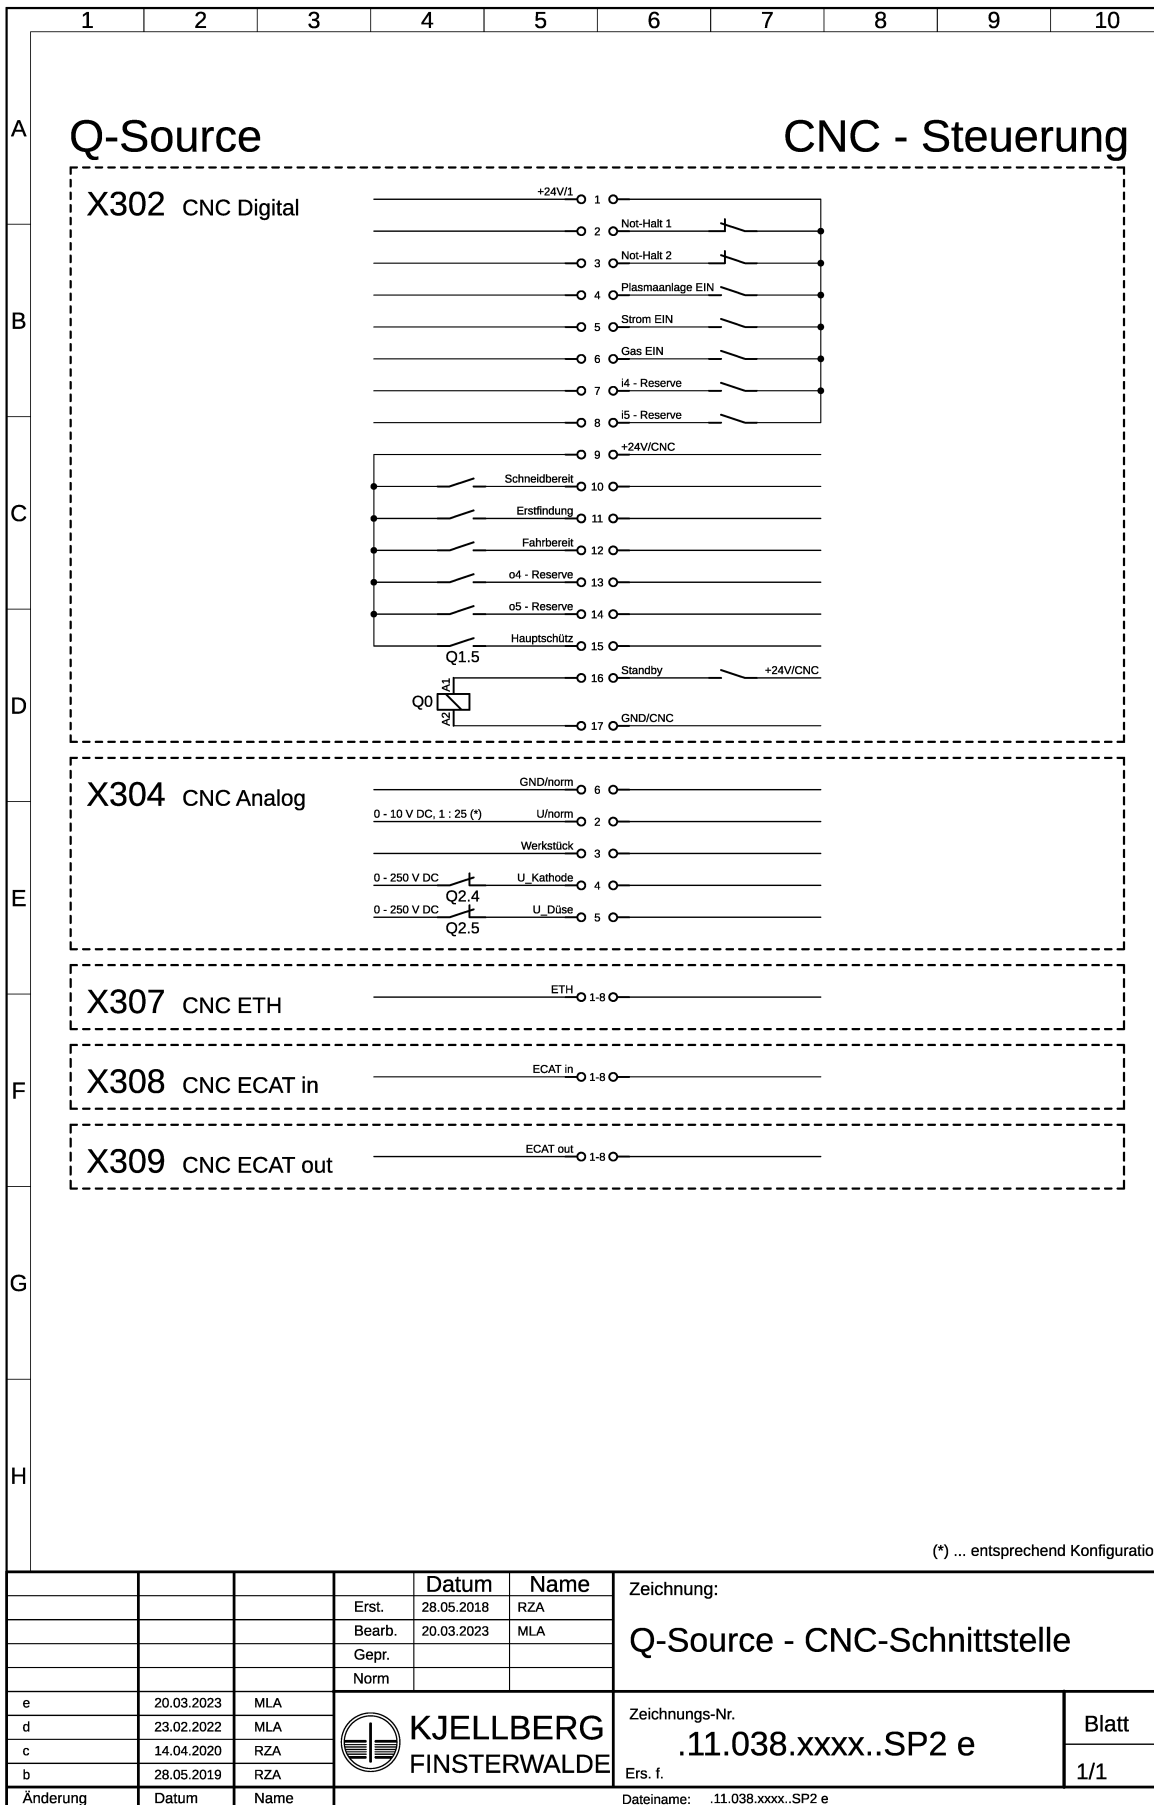 1 2 3 4 5 6 7 8 9 10
A
Q-Source CNC - Steuerung
X302 CNC Digital
+24V/1 1
2 Not-Halt 1
3 Not-Halt 2
B
4 Plasmaanlage EIN
5 Strom EIN
6 Gas EIN
7 i4 - Reserve
8 i5 - Reserve
9 +24V/CNC
C
Schneidbereit 10
Erstfindung 11
Fahrbereit 12
o4 - Reserve 13
o5 - Reserve 14
Hauptschütz 15
Q1.5
D
16 Standby +24V/CNC
A1
Q0
A2
17 GND/CNC
X304 CNC Analog
GND/norm 6
0 - 10 V DC, 1 : 25 (*) U/norm 2
Werkstück 3
E
0 - 250 V DC U_Kathode 4
Q2.4
0 - 250 V DC U_Düse 5
Q2.5
X307 CNC ETH
ETH 1-8
F
X308 CNC ECAT in
ECAT in 1-8
X309 CNC ECAT out
ECAT out 1-8
G
H
(*) ... entsprechend Konfiguratio
Datum Name
Erst. 28.05.2018 RZA
Bearb. 20.03.2023 MLA
Gepr.
Norm
Zeichnung:
Q-Source - CNC-Schnittstelle
e 20.03.2023 MLA
d 23.02.2022 MLA
c 14.04.2020 RZA
b 28.05.2019 RZA
Änderung Datum Name
KJELLBERG
FINSTERWALDE
Zeichnungs-Nr.
.11.038.xxxx..SP2 e
Ers. f.
Blatt
1/1
Dateiname: .11.038.xxxx..SP2 e